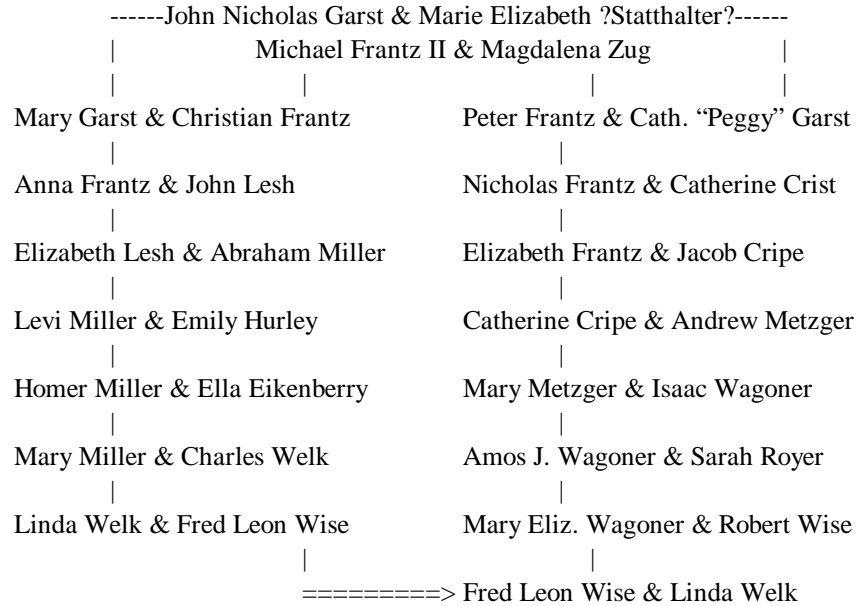 ------John Nicholas Garst & Marie Elizabeth ?Statthalter?------
| Michael Frantz II & Magdalena Zug |
| | | |
Mary Garst & Christian Frantz Peter Frantz & Cath. “Peggy” Garst
| |
Anna Frantz & John Lesh Nicholas Frantz & Catherine Crist
| |
Elizabeth Lesh & Abraham Miller Elizabeth Frantz & Jacob Cripe
| |
Levi Miller & Emily Hurley Catherine Cripe & Andrew Metzger
| |
Homer Miller & Ella Eikenberry Mary Metzger & Isaac Wagoner
| |
Mary Miller & Charles Welk Amos J. Wagoner & Sarah Royer
| |
Linda Welk & Fred Leon Wise Mary Eliz. Wagoner & Robert Wise
| |
=========> Fred Leon Wise & Linda Welk